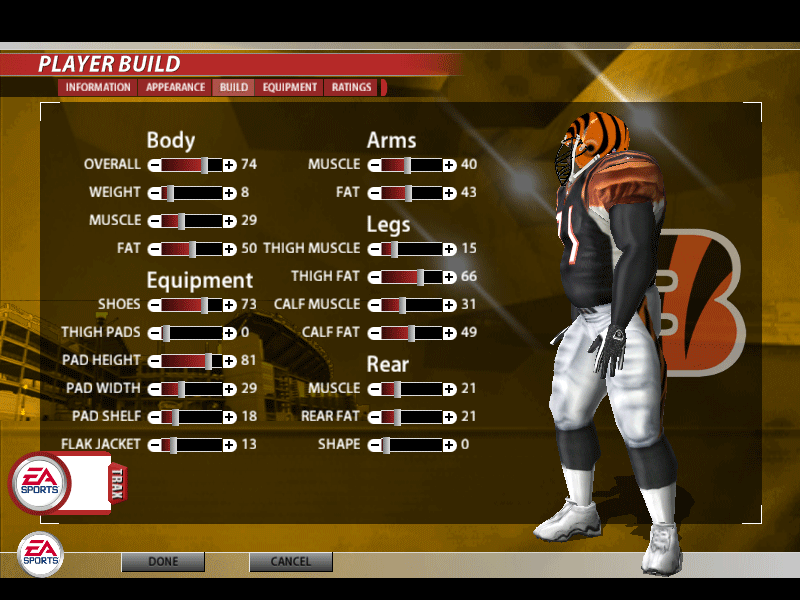 PLAYER BUILD
INFORMATION APPEARANCE BUILD EQUIPMENT RATINGS
Body
OVERALL 74
WEIGHT 8
MUSCLE 29
FAT 50
Equipment
SHOES 73
THIGH PADS 0
PAD HEIGHT 81
PAD WIDTH 29
PAD SHELF 18
FLAK JACKET 13
Arms
MUSCLE 40
FAT 43
Legs
THIGH MUSCLE 15
THIGH FAT 66
CALF MUSCLE 31
CALF FAT 49
Rear
MUSCLE 21
REAR FAT 21
SHAPE 0
B
EA
SPORTS
TRAX
EA
SPORTS
DONE CANCEL